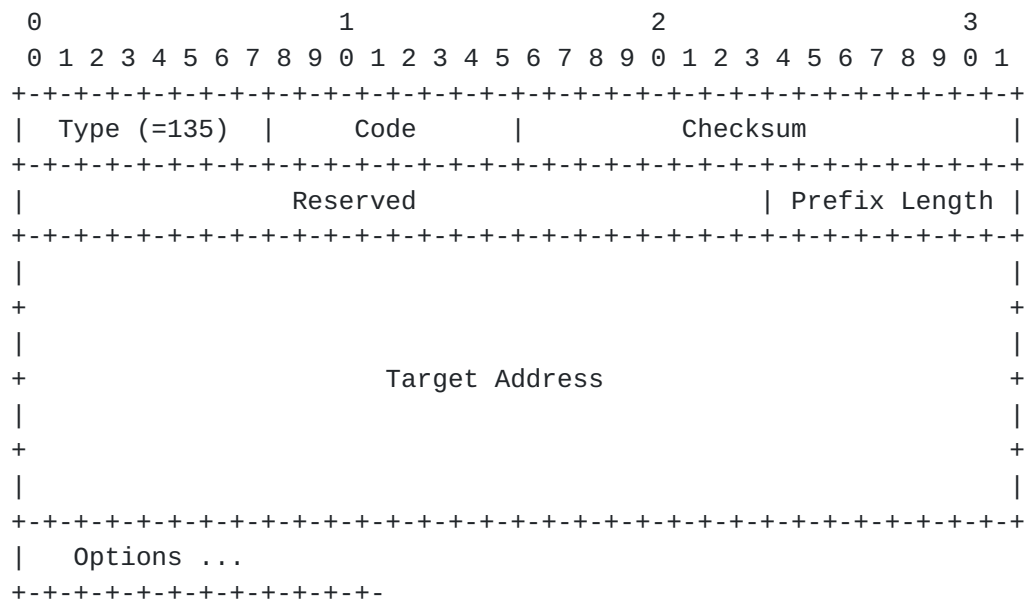 0                   1                   2                   3
 0 1 2 3 4 5 6 7 8 9 0 1 2 3 4 5 6 7 8 9 0 1 2 3 4 5 6 7 8 9 0 1
+-+-+-+-+-+-+-+-+-+-+-+-+-+-+-+-+-+-+-+-+-+-+-+-+-+-+-+-+-+-+-+-+
|  Type (=135)  |     Code      |          Checksum             |
+-+-+-+-+-+-+-+-+-+-+-+-+-+-+-+-+-+-+-+-+-+-+-+-+-+-+-+-+-+-+-+-+
|                 Reserved                      | Prefix Length |
+-+-+-+-+-+-+-+-+-+-+-+-+-+-+-+-+-+-+-+-+-+-+-+-+-+-+-+-+-+-+-+-+
|                                                               |
+                                                               +
|                                                               |
+                       Target Address                          +
|                                                               |
+                                                               +
|                                                               |
+-+-+-+-+-+-+-+-+-+-+-+-+-+-+-+-+-+-+-+-+-+-+-+-+-+-+-+-+-+-+-+-+
|   Options ...
+-+-+-+-+-+-+-+-+-+-+-+-